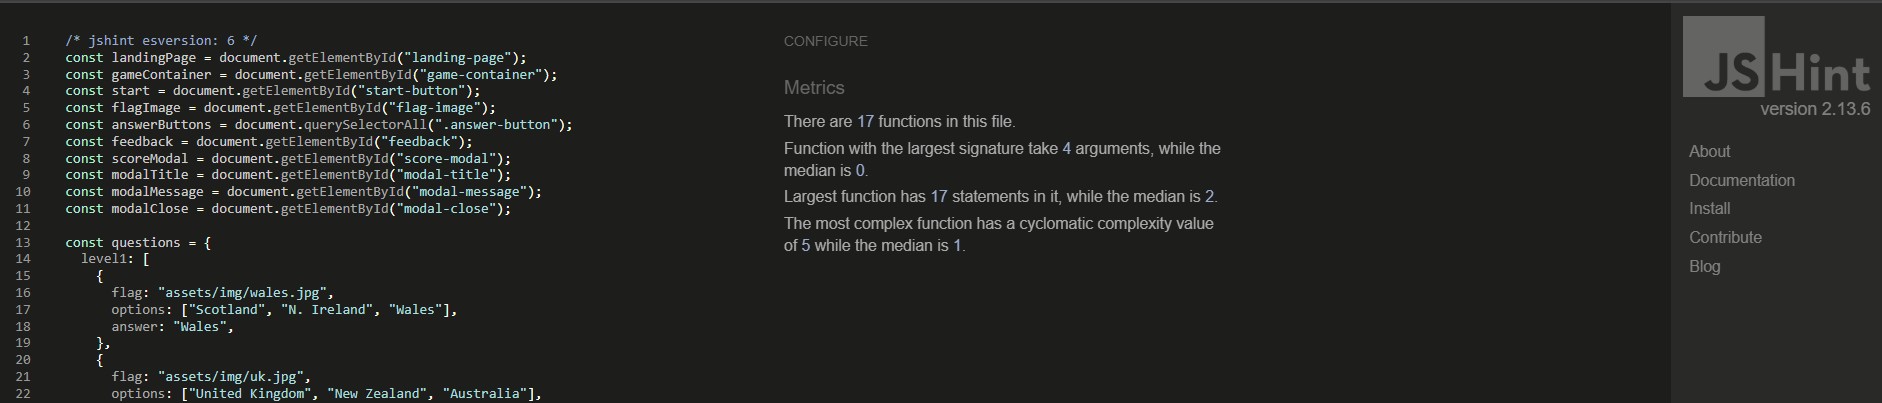 1 /* jshint esversion: 6 */
2 const landingPage = document.getElementById("landing-page");
3 const gameContainer = document.getElementById("game-container");
4 const start = document.getElementById("start-button");
5 const flagImage = document.getElementById("flag-image");
6 const answerButtons = document.querySelectorAll(".answer-button");
7 const feedback = document.getElementById("feedback");
8 const scoreModal = document.getElementById("score-modal");
9 const modalTitle = document.getElementById("modal-title");
10 const modalMessage = document.getElementById("modal-message");
11 const modalClose = document.getElementById("modal-close");
12
13 const questions = {
14 level1: [
15 {
16 flag: "assets/img/wales.jpg",
17 options: ["Scotland", "N. Ireland", "Wales"],
18 answer: "Wales",
19 },
20 {
21 flag: "assets/img/uk.jpg",
22 options: ["United Kingdom", "New Zealand", "Australia"],
CONFIGURE
Metrics
There are 17 functions in this file.
Function with the largest signature take 4 arguments, while the
median is 0.
Largest function has 17 statements in it, while the median is 2.
The most complex function has a cyclomatic complexity value
of 5 while the median is 1.
JSHint
version 2.13.6
About
Documentation
Install
Contribute
Blog